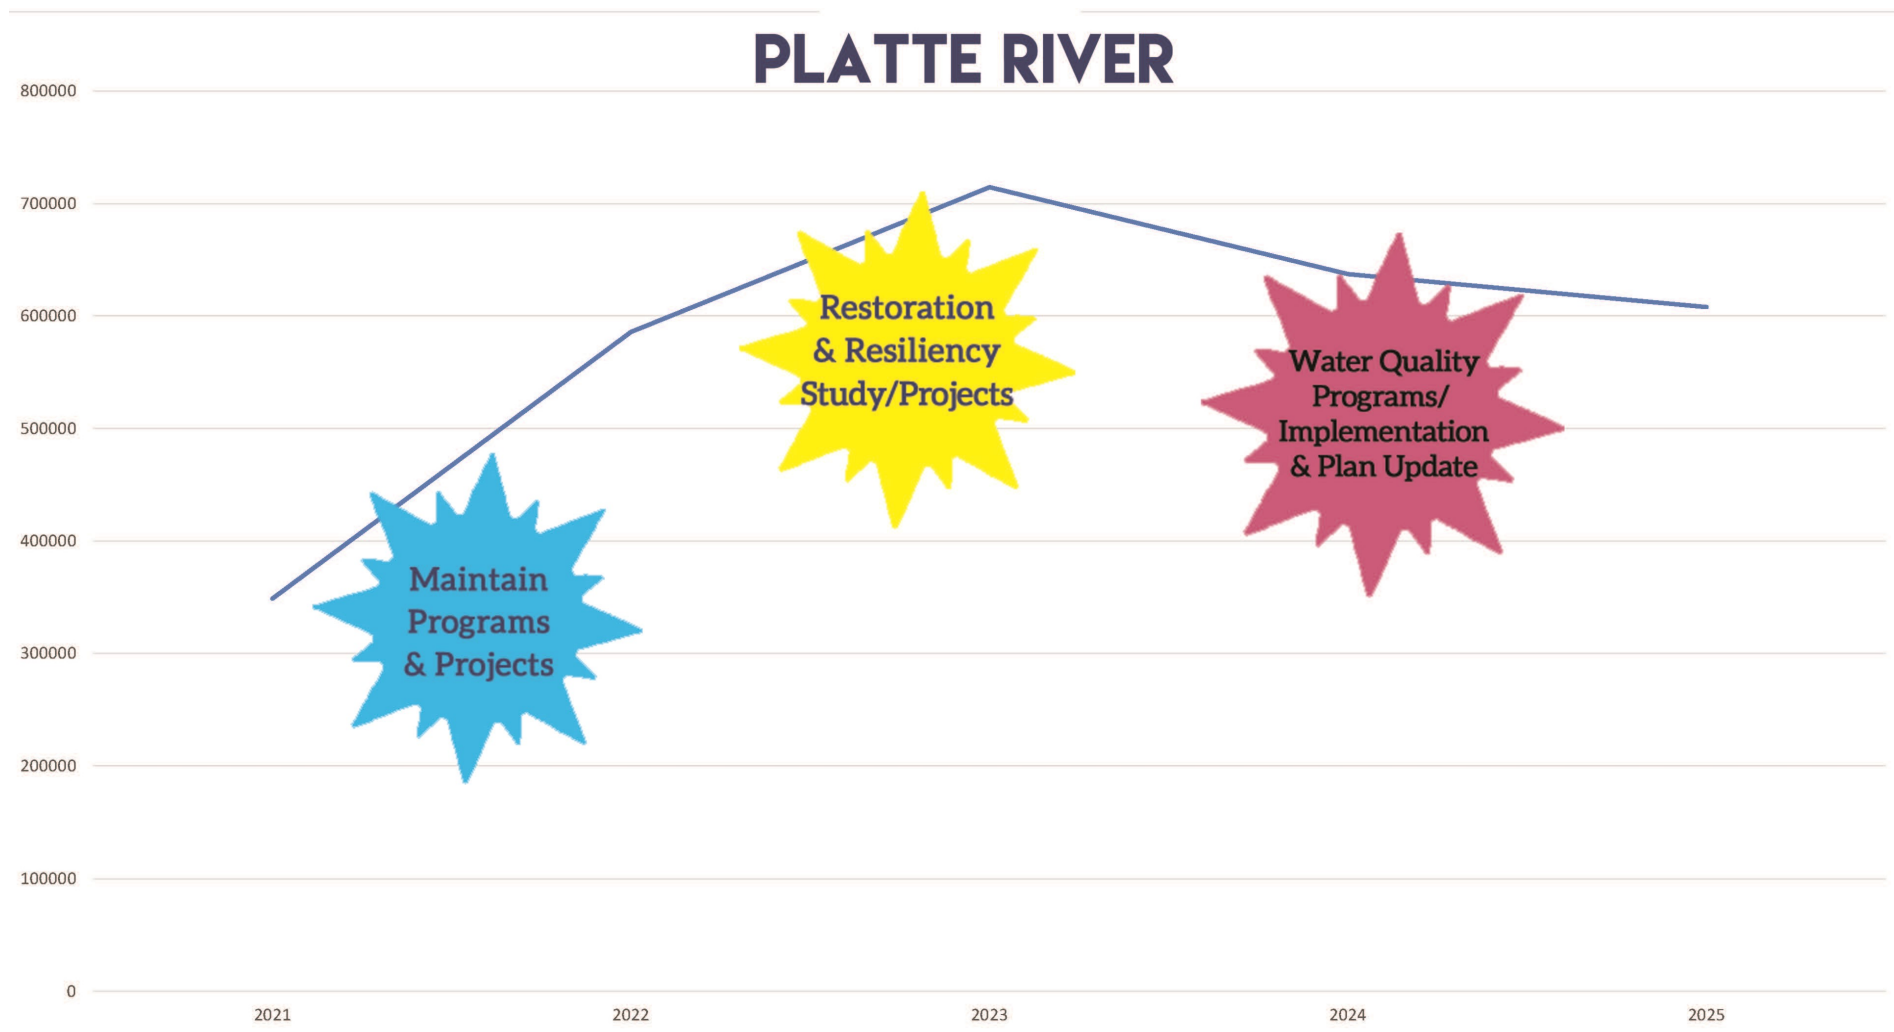 PLATTE RIVER
800000
700000
600000
500000
400000
300000
200000
100000
0
Maintain
Programs
& Projects
Restoration
& Resiliency
Study/Projects
Water Quality
Programs/
Implementation
& Plan Update
2021 2022 2023 2024 2025